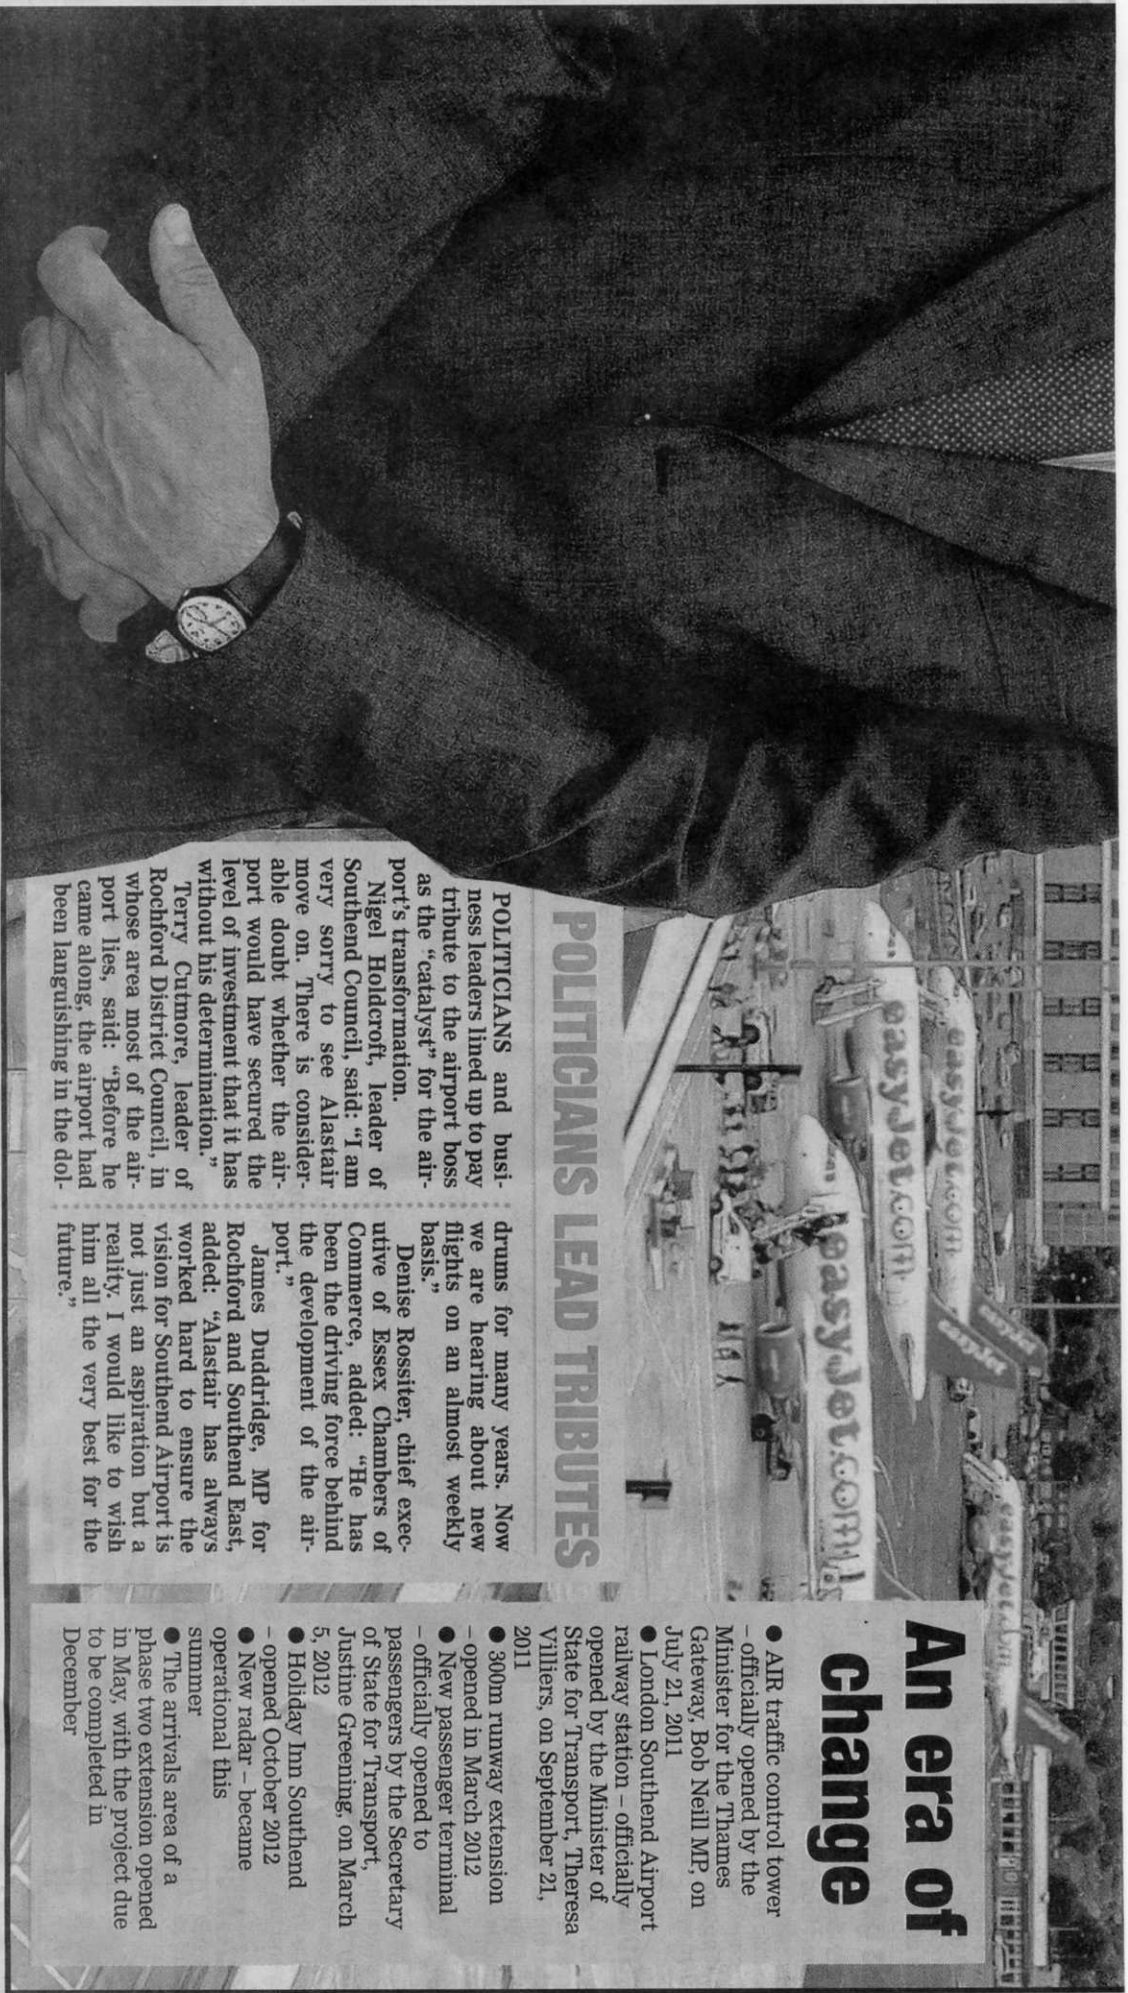 easyJet.com
easyJet.com
easyJet.com
easyJet.com
easyJet
easyJet
POLITICIANS LEAD TRIBUTES
POLITICIANS and busi-
ness leaders lined up to pay
tribute to the airport boss
as the "catalyst" for the air-
port's transformation.
Nigel Holdcroft, leader of
Southend Council, said: "I am
very sorry to see Alastair
move on. There is consider-
able doubt whether the air-
port would have secured the
level of investment that it has
without his determination."
Terry Cutmore, leader of
Rochford District Council, in
whose area most of the air-
port lies, said: "Before he
came along, the airport had
been languishing in the dol-
drums for many years. Now
we are hearing about new
flights on an almost weekly
basis."
Denise Rossiter, chief exec-
utive of Essex Chambers of
Commerce, added: "He has
been the driving force behind
the development of the air-
port."
James Duddridge, MP for
Rochford and Southend East,
added: "Alastair has always
worked hard to ensure the
vision for Southend Airport is
not just an aspiration but a
reality. I would like to wish
him all the very best for the
future."
An era of
change
● AIR traffic control tower
– officially opened by the
Minister for the Thames
Gateway, Bob Neill MP, on
July 21, 2011
● London Southend Airport
railway station – officially
opened by the Minister of
State for Transport, Theresa
Villiers, on September 21,
2011
● 300m runway extension
– opened in March 2012
● New passenger terminal
– officially opened to
passengers by the Secretary
of State for Transport,
Justine Greening, on March
5, 2012
● Holiday Inn Southend
– opened October 2012
● New radar – became
operational this
summer
● The arrivals area of a
phase two extension opened
in May, with the project due
to be completed in
December